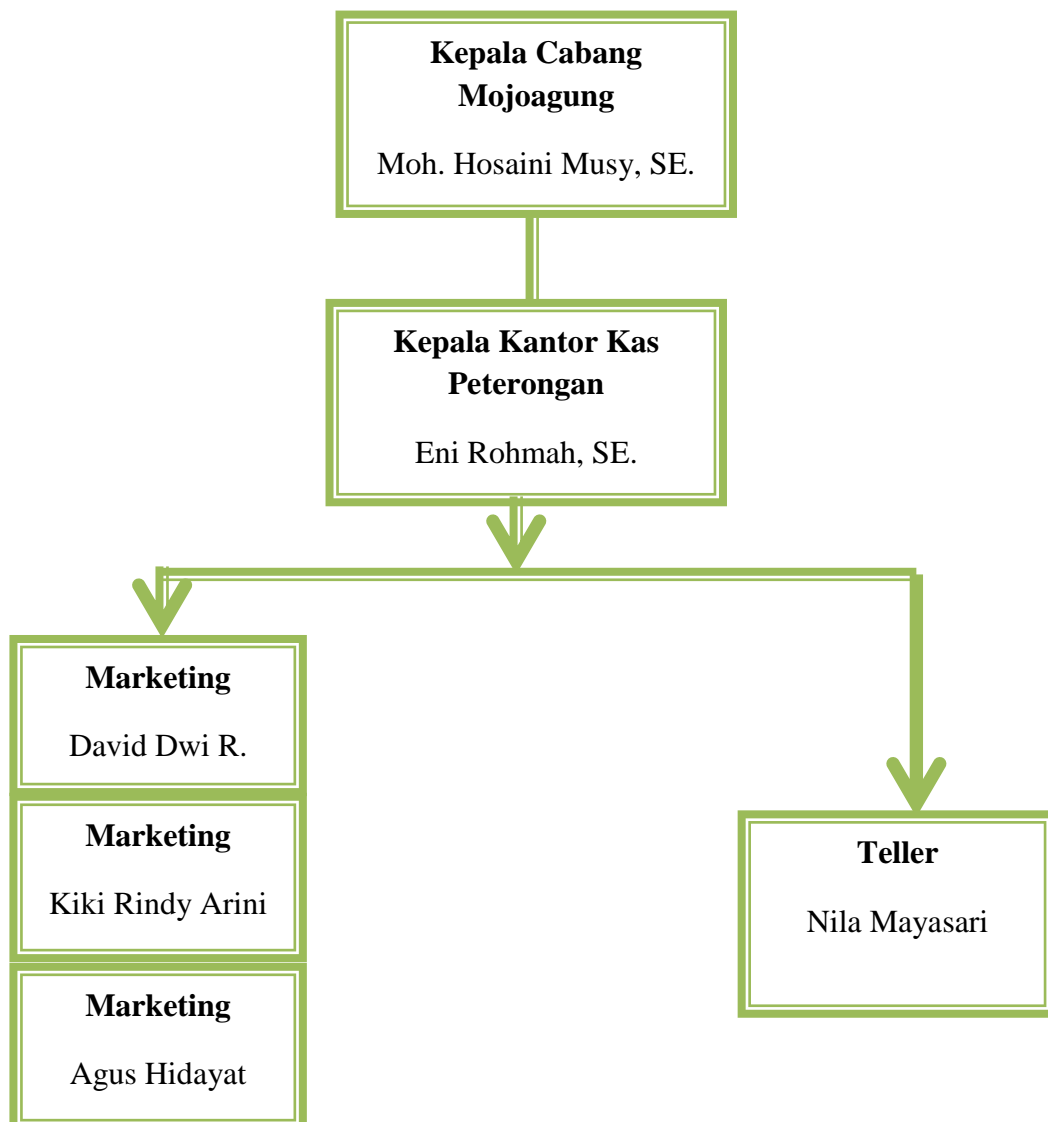 Kepala Cabang
Mojoagung
Moh. Hosaini Musy, SE.
Kepala Kantor Kas
Peterongan
Eni Rohmah, SE.
Marketing
David Dwi R.
Marketing
Kiki Rindy Arini
Marketing
Agus Hidayat
Teller
Nila Mayasari